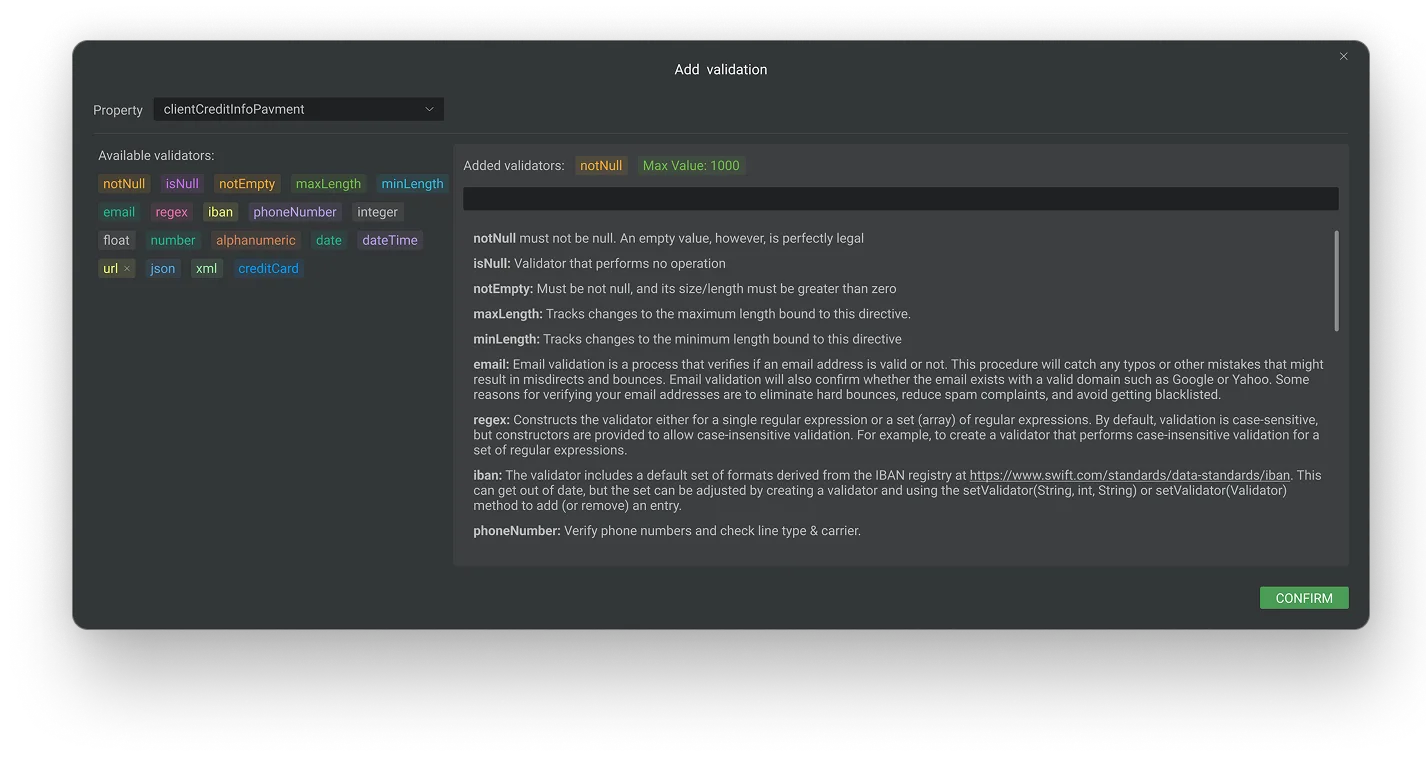 Add validation
Property clientCreditInfoPavment
Available validators:
notNull isNull notEmpty maxLength minLength
email regex iban phoneNumber integer
float number alphanumeric date dateTime
url × json xml creditCard
Added validators: notNull Max Value: 1000
notNull must not be null. An empty value, however, is perfectly legal
isNull: Validator that performs no operation
notEmpty: Must be not null, and its size/length must be greater than zero
maxLength: Tracks changes to the maximum length bound to this directive.
minLength: Tracks changes to the minimum length bound to this directive
email: Email validation is a process that verifies if an email address is valid or not. This procedure will catch any typos or other mistakes that might
result in misdirects and bounces. Email validation will also confirm whether the email exists with a valid domain such as Google or Yahoo. Some
reasons for verifying your email addresses are to eliminate hard bounces, reduce spam complaints, and avoid getting blacklisted.
regex: Constructs the validator either for a single regular expression or a set (array) of regular expressions. By default, validation is case-sensitive,
but constructors are provided to allow case-insensitive validation. For example, to create a validator that performs case-insensitive validation for a
set of regular expressions.
iban: The validator includes a default set of formats derived from the IBAN registry at https://www.swift.com/standards/data-standards/iban. This
can get out of date, but the set can be adjusted by creating a validator and using the setValidator(String, int, String) or setValidator(Validator)
method to add (or remove) an entry.
phoneNumber: Verify phone numbers and check line type & carrier.
CONFIRM